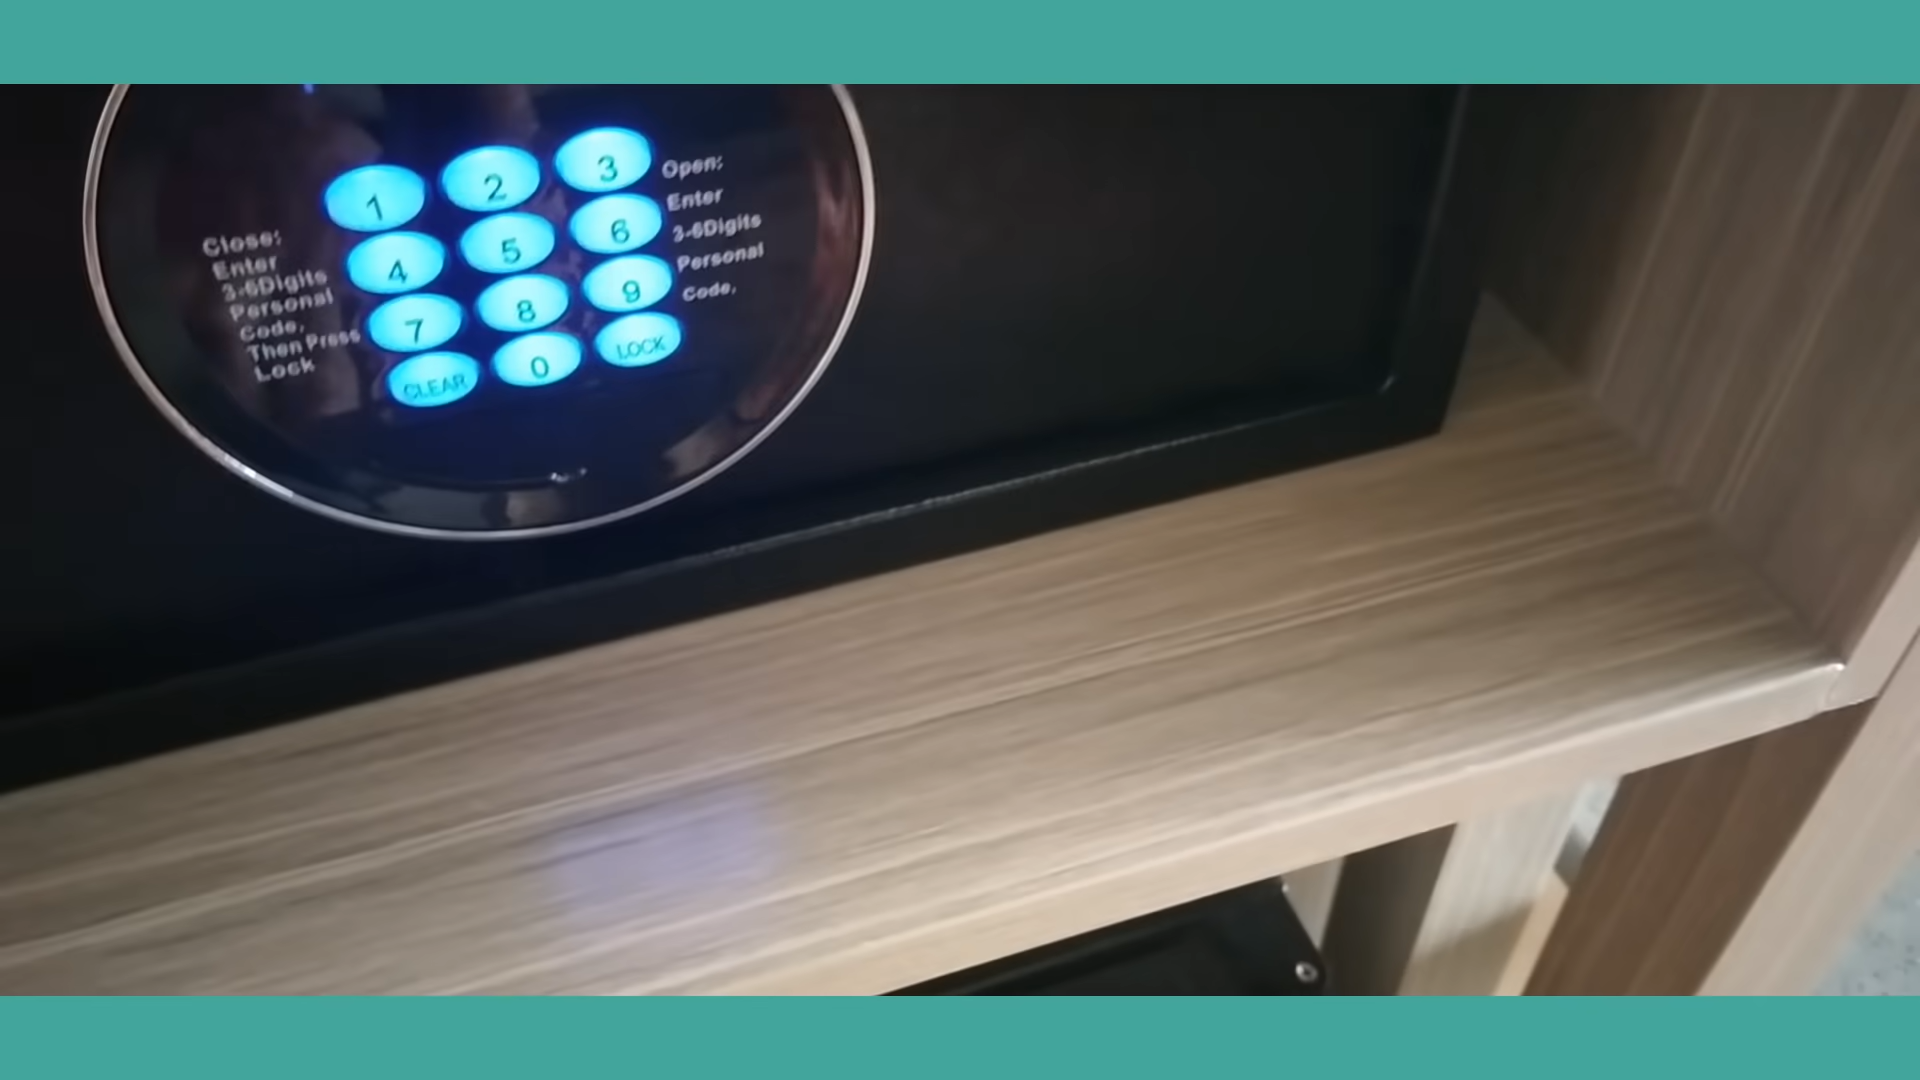 Close:
Enter
3-6Digits
Personal
Code,
Then Press
Lock
1 2 3
4 5 6
7 8 9
CLEAR 0 LOCK
Open:
Enter
3-6Digits
Personal
Code,